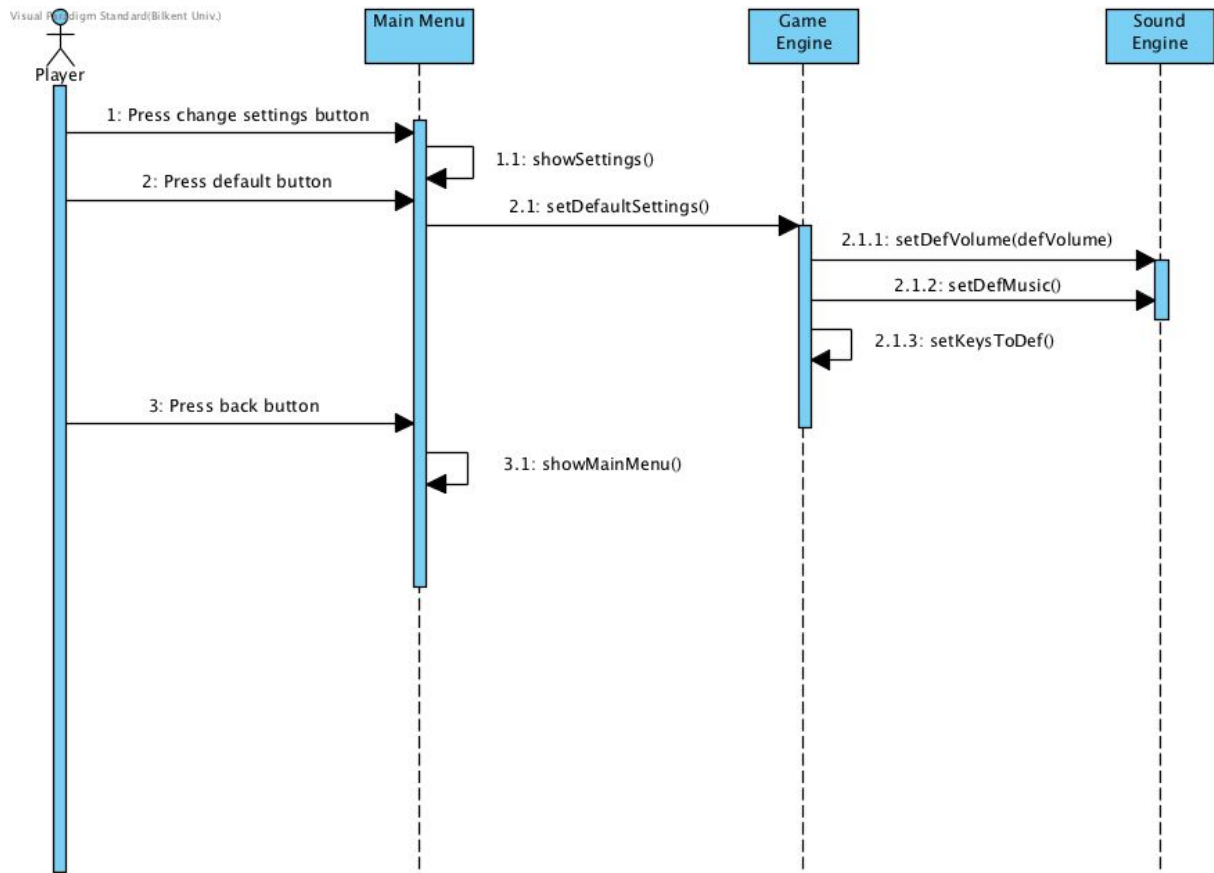 Visual Paradigm Standard(Bilkent Univ.)
Main Menu
Game
Engine
Sound
Engine
Player
1: Press change settings button
1.1: showSettings()
2: Press default button
2.1: setDefaultSettings()
2.1.1: setDefVolume(defVolume)
2.1.2: setDefMusic()
2.1.3: setKeysToDef()
3: Press back button
3.1: showMainMenu()